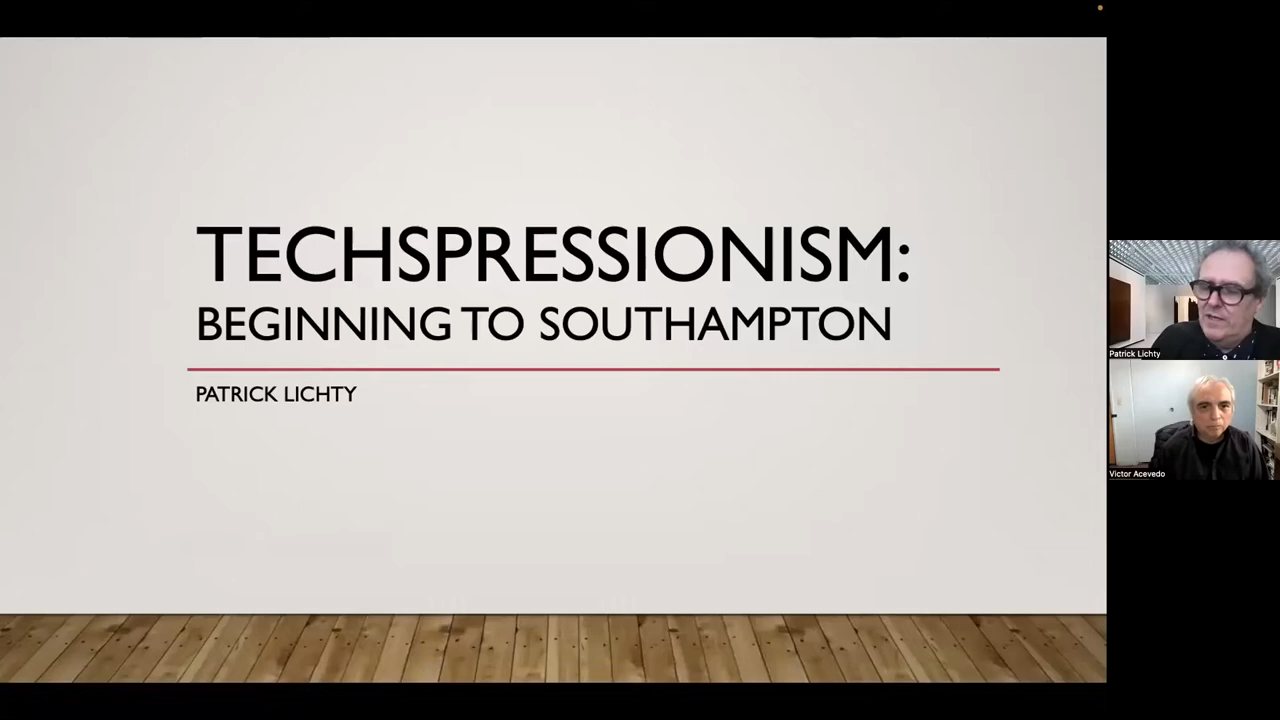 TECHSPRESSIONISM:
BEGINNING TO SOUTHAMPTON
PATRICK LICHTY
Patrick Lichty
Victor Acevedo